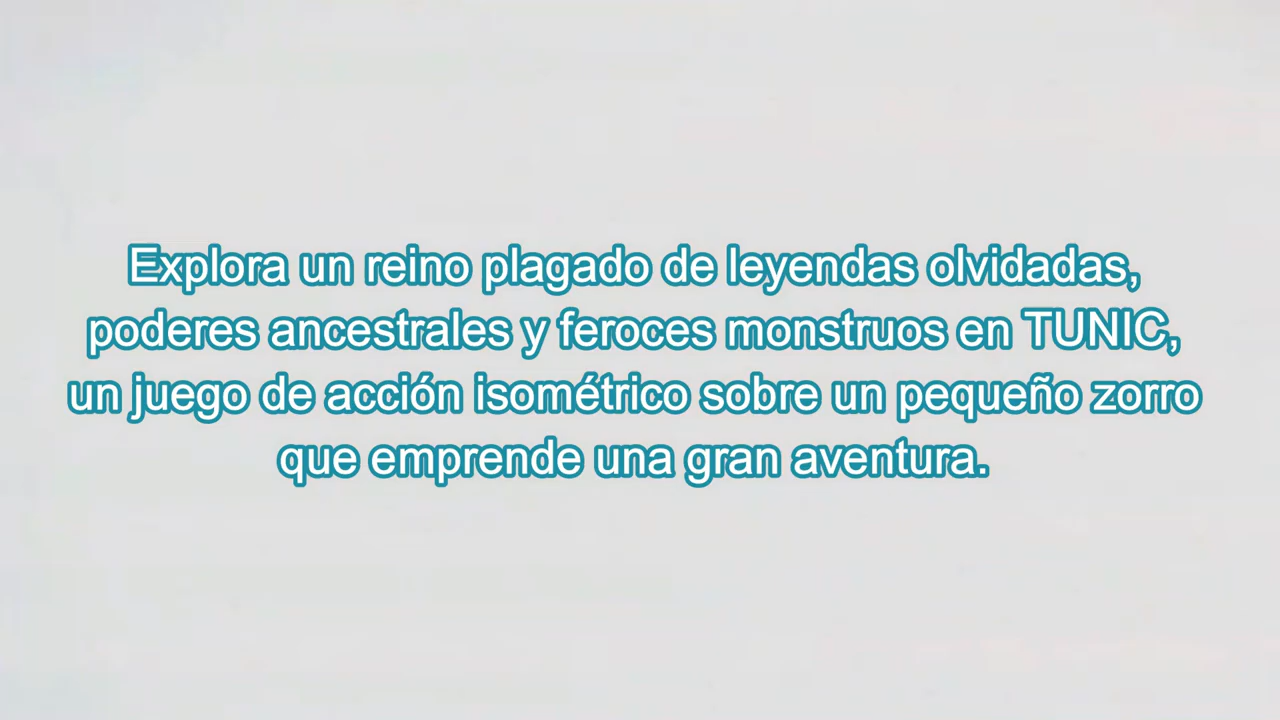 Explora un reino plagado de leyendas olvidadas,
poderes ancestrales y feroces monstruos en TUNIC,
un juego de acción isométrico sobre un pequeño zorro
que emprende una gran aventura.